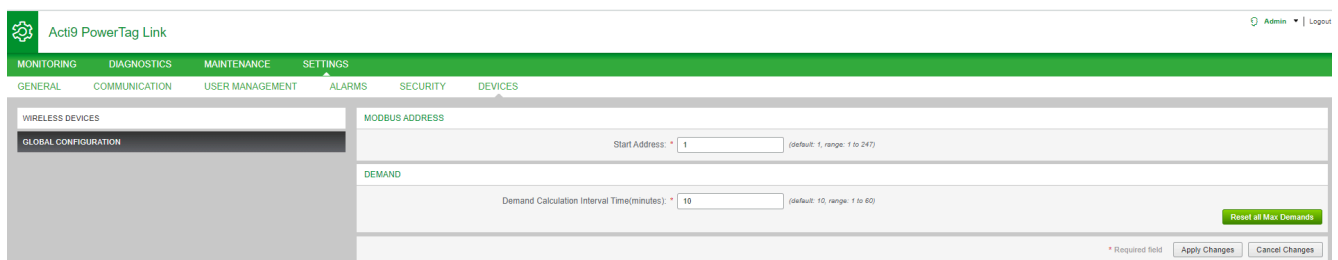 Acti9 PowerTag Link
Admin | Logout
MONITORING DIAGNOSTICS MAINTENANCE SETTINGS
GENERAL COMMUNICATION USER MANAGEMENT ALARMS SECURITY DEVICES
WIRELESS DEVICES
GLOBAL CONFIGURATION
MODBUS ADDRESS
Start Address: * 1 (default: 1, range: 1 to 247)
DEMAND
Demand Calculation Interval Time(minutes): * 10 (default: 10, range: 1 to 60)
Reset all Max Demands
* Required field Apply Changes Cancel Changes